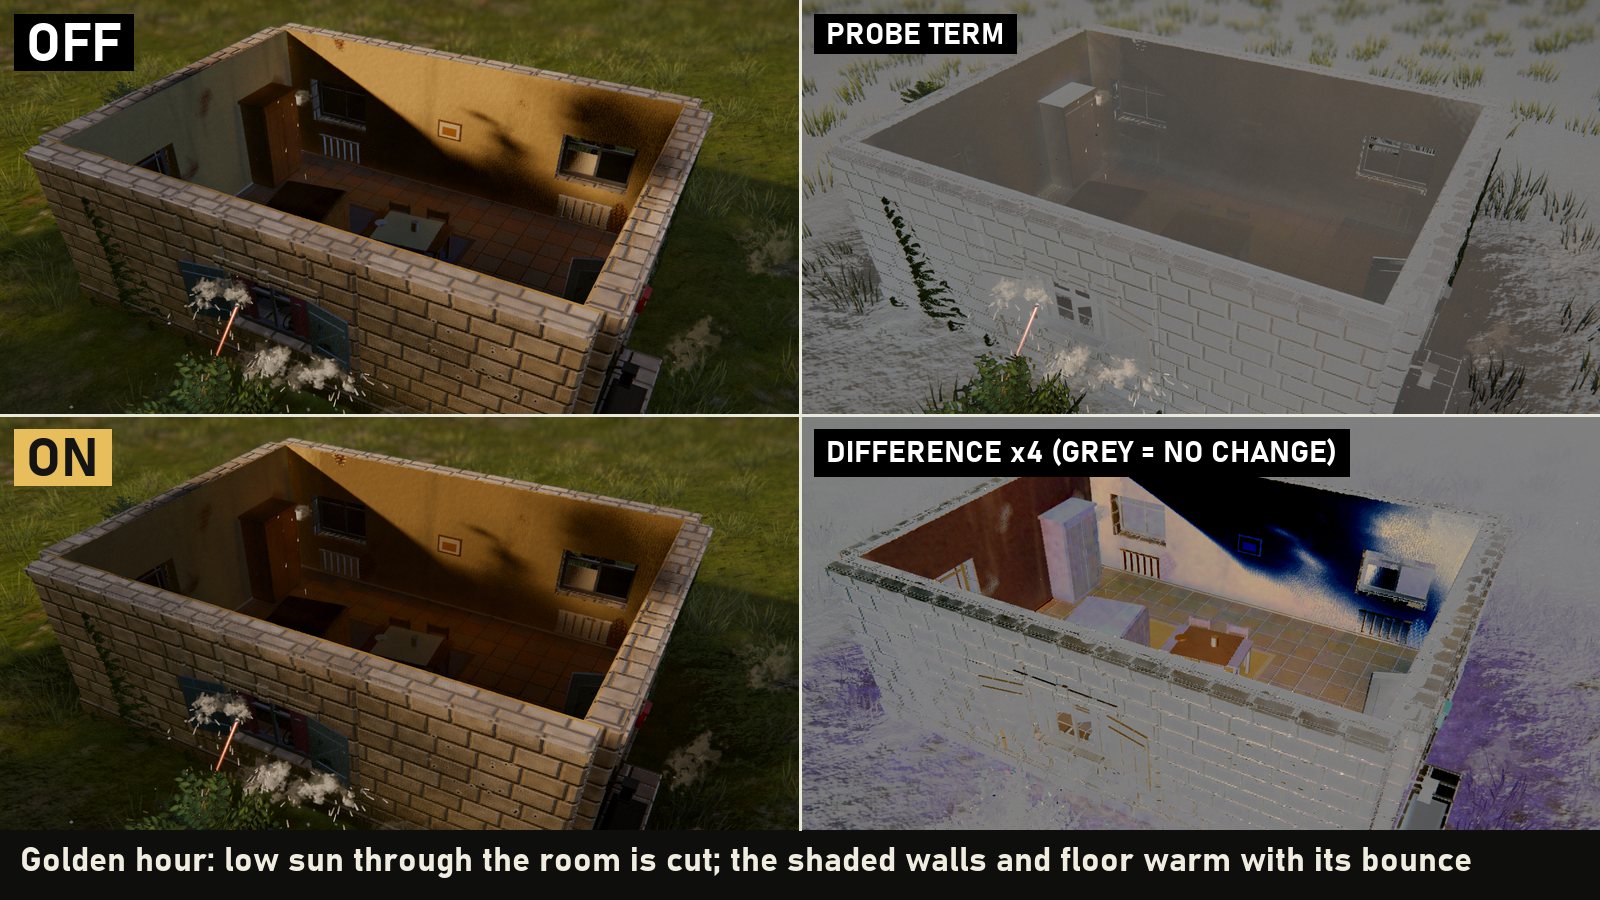 OFF
PROBE TERM
ON
DIFFERENCE x4 (GREY = NO CHANGE)
Golden hour: low sun through the room is cut; the shaded walls and floor warm with its bounce